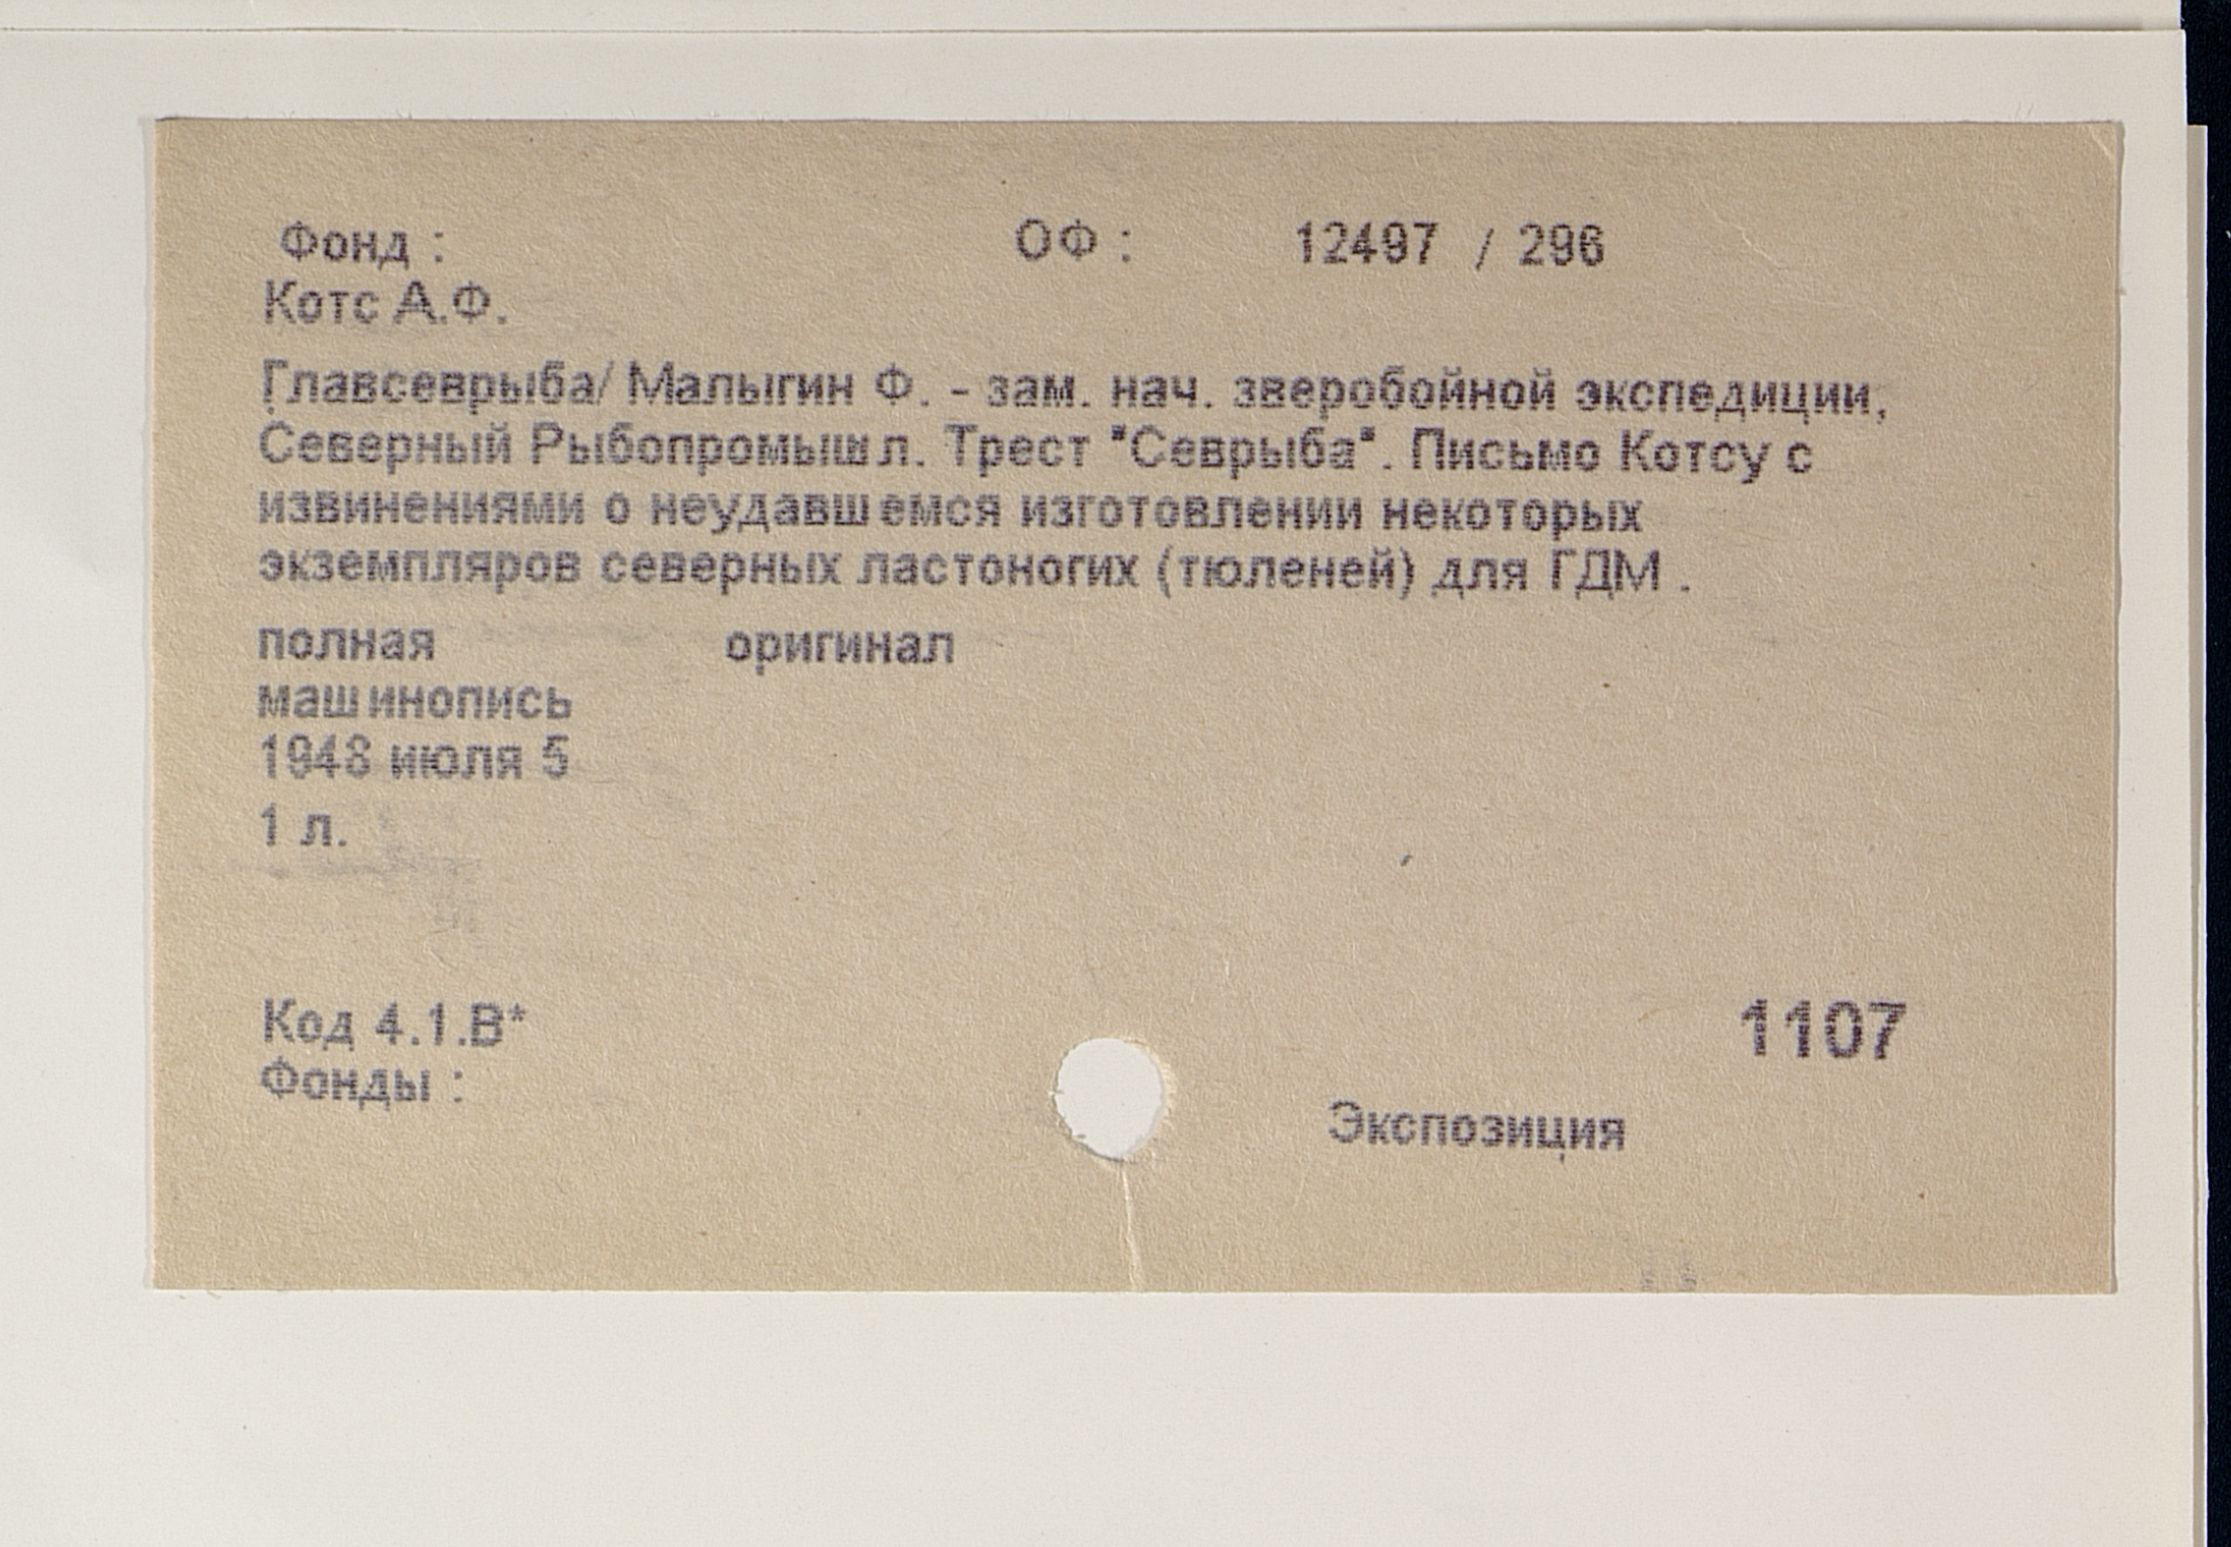 Фонд : ОФ : 12497 / 296
Котс А.Ф.
Главсеврыба/ Малыгин Ф. - зам. нач. зверобойной экспедиции,
Северный Рыбопромышл. Трест "Севрыба". Письмо Котсу с
извинениями о неудавшемся изготовлении некоторых
экземпляров северных ластоногих (тюленей) для ГДМ .
полная оригинал
машинопись
1948 июля 5
1 л.
Код 4.1.В* 1107
Фонды :
Экспозиция